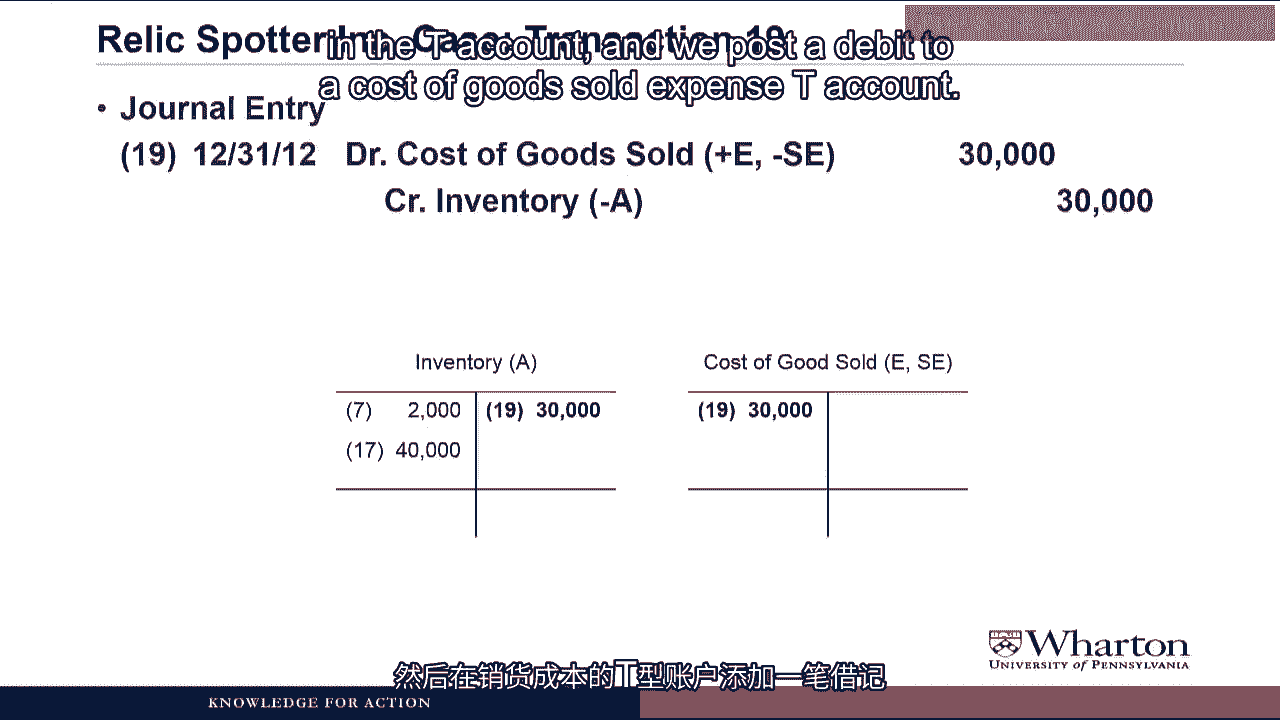 Relic Spotter Inc. Case: Transaction 19
in the T account, and we post a debit to
a cost of goods sold expense T account.
• Journal Entry
(19) 12/31/12 Dr. Cost of Goods Sold (+E, -SE) 30,000
Cr. Inventory (-A) 30,000
Inventory (A) Cost of Good Sold (E, SE)
(7) 2,000 (19) 30,000 (19) 30,000
(17) 40,000
Wharton
UNIVERSITY of PENNSYLVANIA
然后在销货成本的T型账户添加一笔借记
KNOWLEDGE FOR ACTION